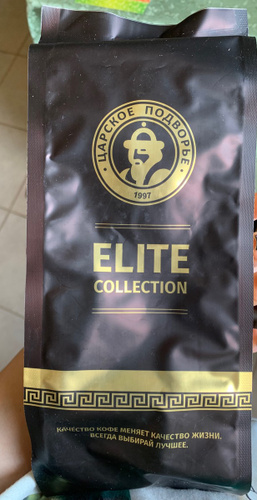 ЦАРСКОЕ ПОДВОРЬЕ
1997
ELITE
COLLECTION
КАЧЕСТВО КОФЕ МЕНЯЕТ КАЧЕСТВО ЖИЗНИ.
ВСЕГДА ВЫБИРАЙ ЛУЧШЕЕ.